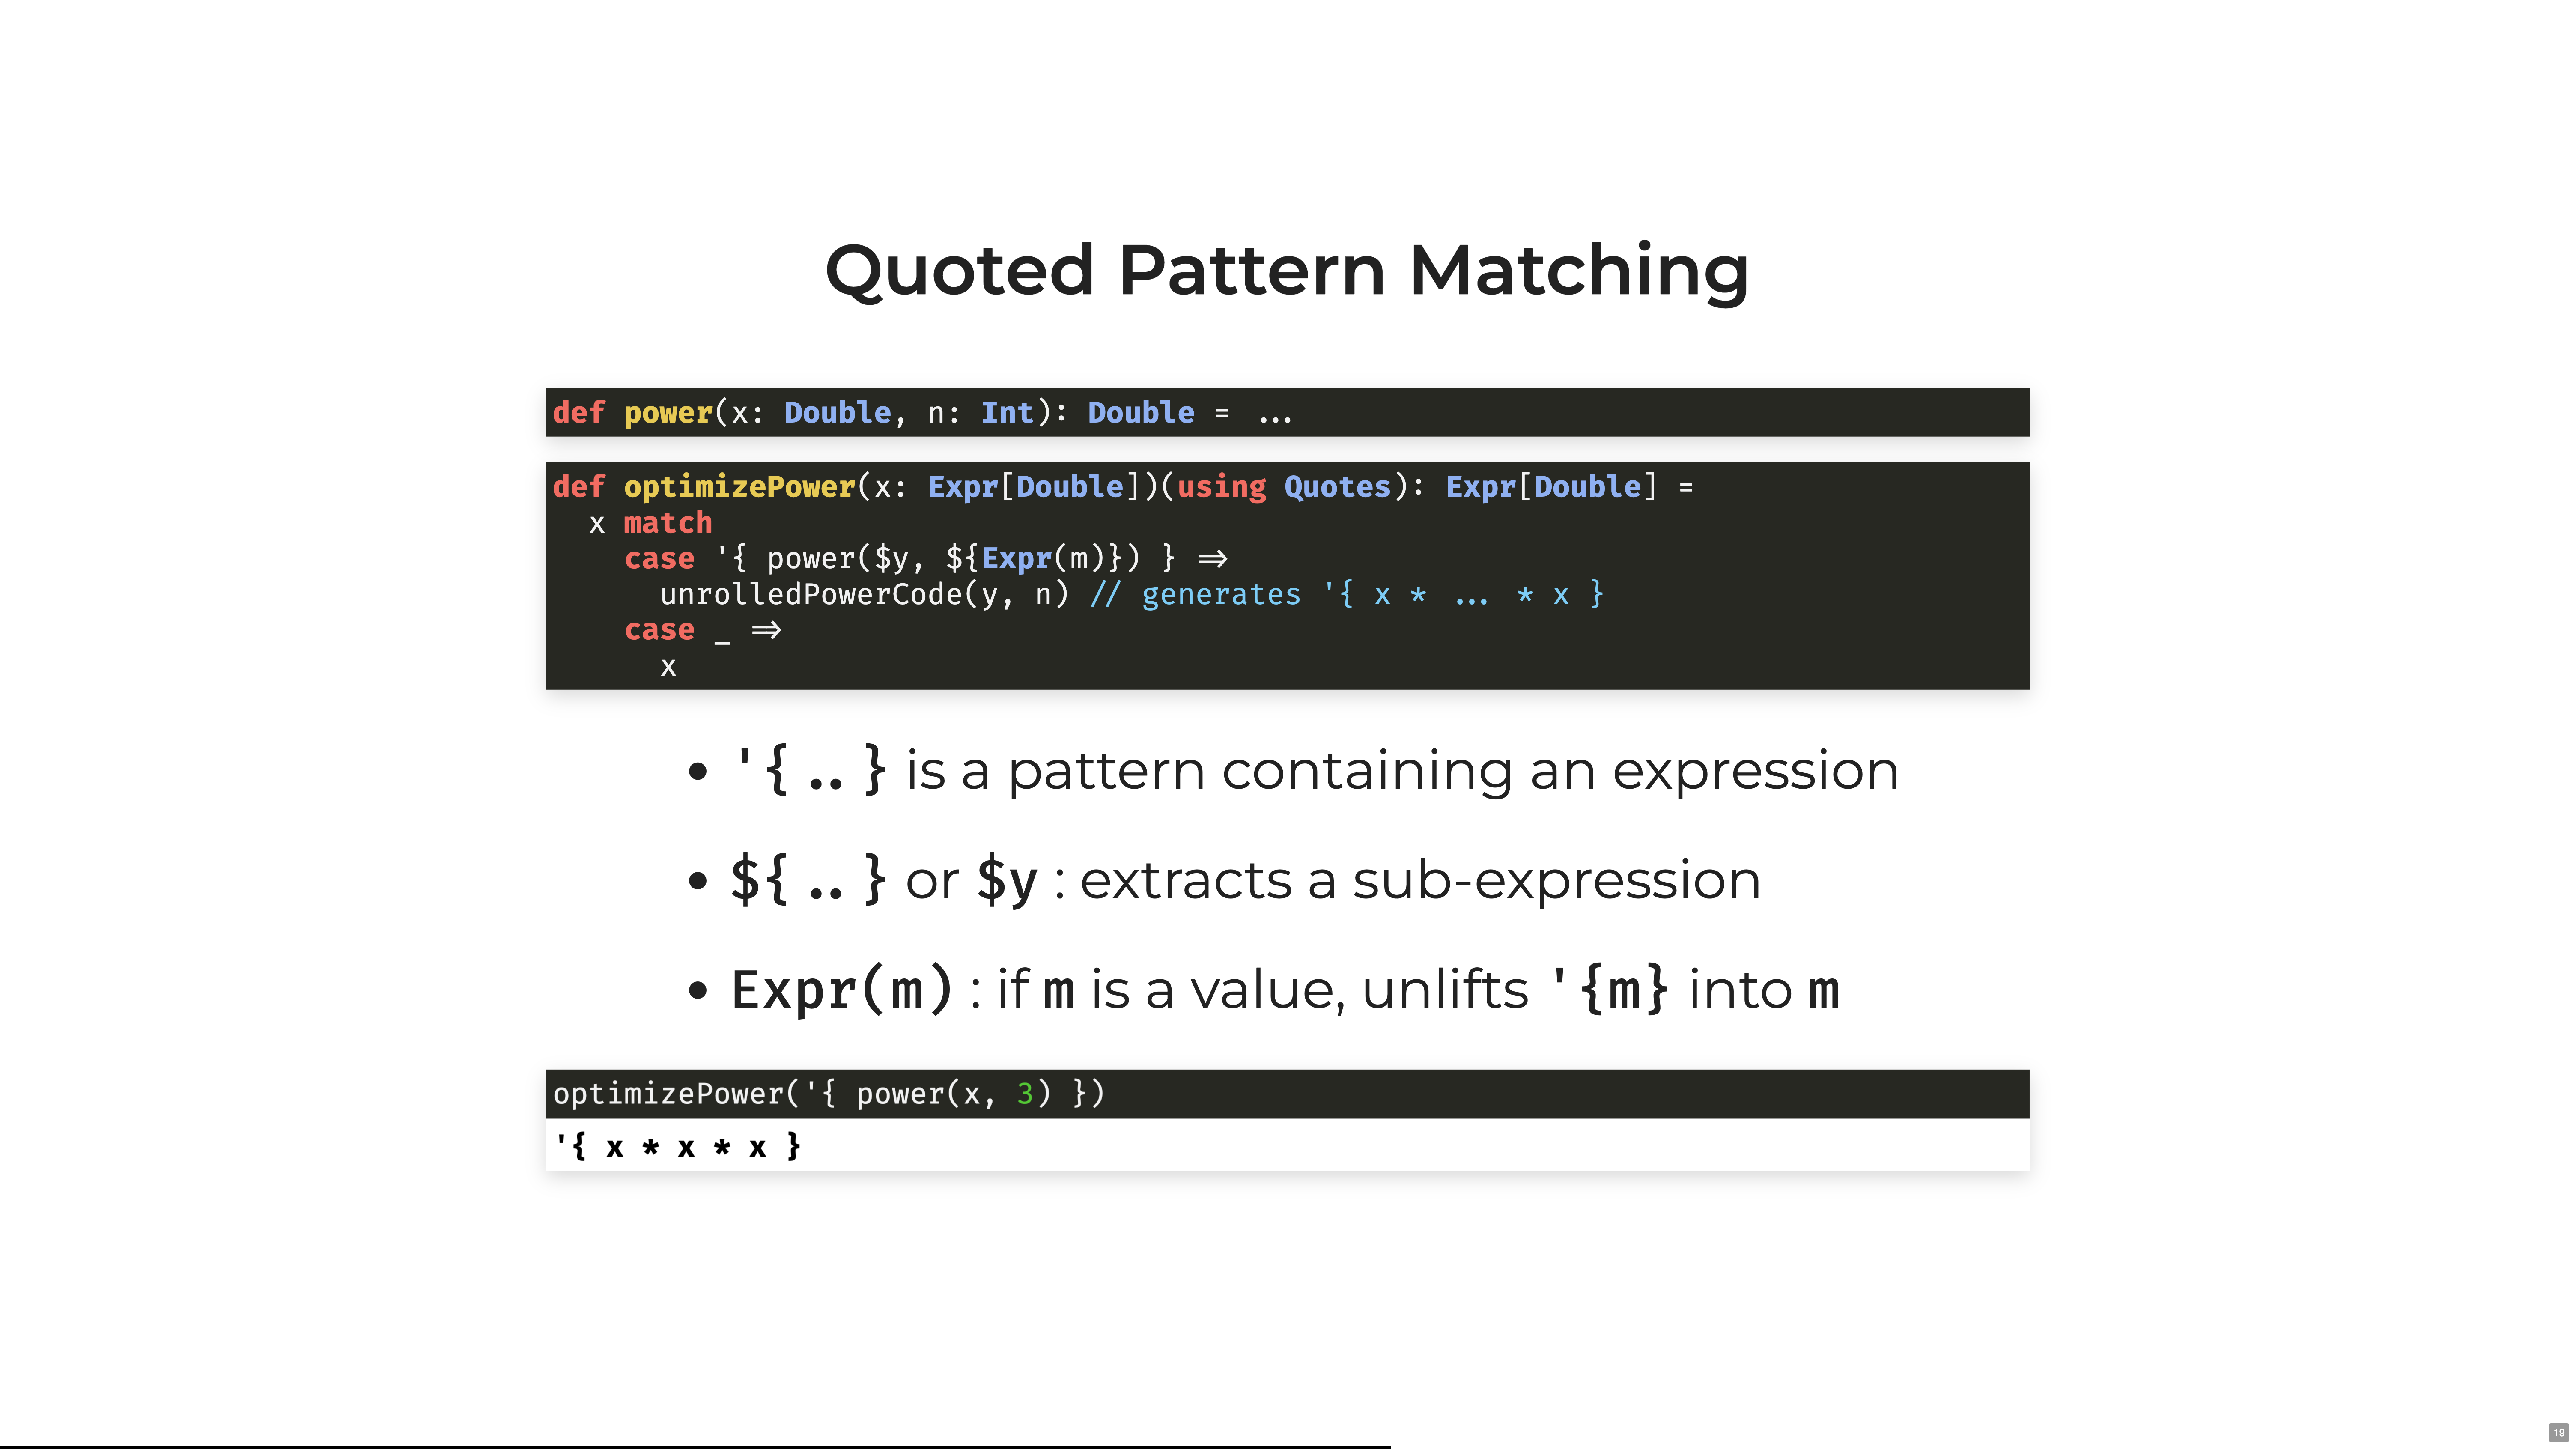 Quoted Pattern Matching
def power(x: Double, n: Int): Double = ...
def optimizePower(x: Expr[Double])(using Quotes): Expr[Double] =
  x match
    case '{ power($y, ${Expr(m)}) } =>
      unrolledPowerCode(y, n) // generates '{ x * ... * x }
    case _ =>
      x
• '{ .. } is a pattern containing an expression
• ${ .. } or $y : extracts a sub-expression
• Expr(m) : if m is a value, unlifts '{m} into m
optimizePower('{ power(x, 3) })
'{ x * x * x }
19